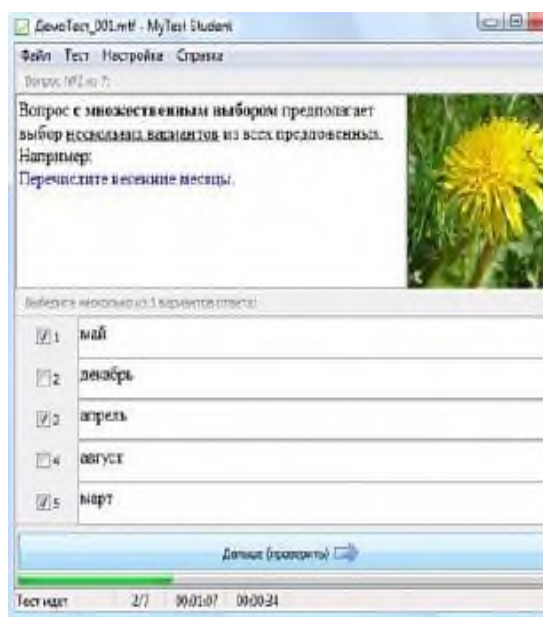 ДемоТест_001.mtf - MyTest Student
Файл Тест Настройка Справка
Вопрос №2 из 7:
Вопрос с множественным выбором предполагает
выбор нескольких вариантов из всех предложенных.
Например:
Перечислите весенние месяцы.
Выберите несколько из 5 вариантов ответа:
1 май
2 декабрь
3 апрель
4 август
5 март
Дальше (проверить)
Тест идет 2/7 00:01:07 00:00:34